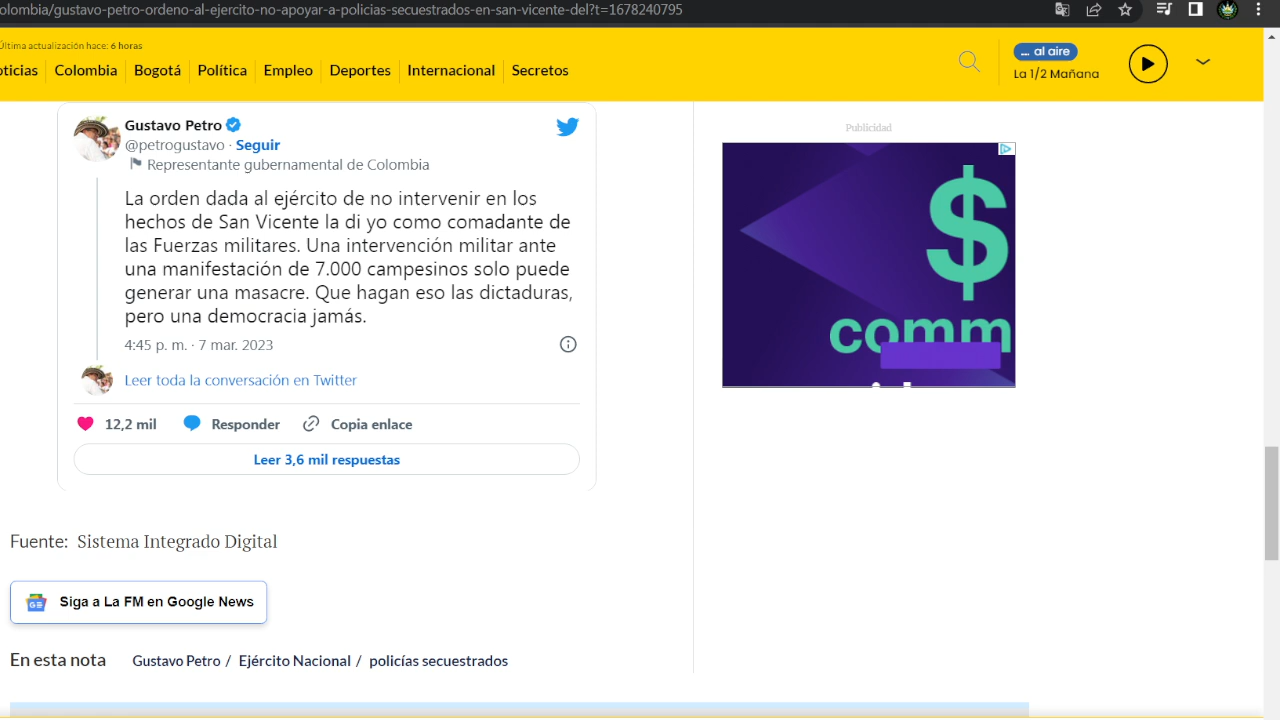 olombia/gustavo-petro-ordeno-al-ejercito-no-apoyar-a-policias-secuestrados-en-san-vicente-del?t=1678240795
Última actualización hace: 6 horas
oticias Colombia Bogotá Política Empleo Deportes Internacional Secretos
... al aire
La 1/2 Mañana
Gustavo Petro
@petrogustavo · Seguir
Representante gubernamental de Colombia
La orden dada al ejército de no intervenir en los
hechos de San Vicente la di yo como comadante de
las Fuerzas militares. Una intervención militar ante
una manifestación de 7.000 campesinos solo puede
generar una masacre. Que hagan eso las dictaduras,
pero una democracia jamás.
4:45 p. m. · 7 mar. 2023
Leer toda la conversación en Twitter
12,2 mil Responder Copia enlace
Leer 3,6 mil respuestas
Publicidad
$
comm
Fuente: Sistema Integrado Digital
GE Siga a La FM en Google News
En esta nota Gustavo Petro / Ejército Nacional / policías secuestrados